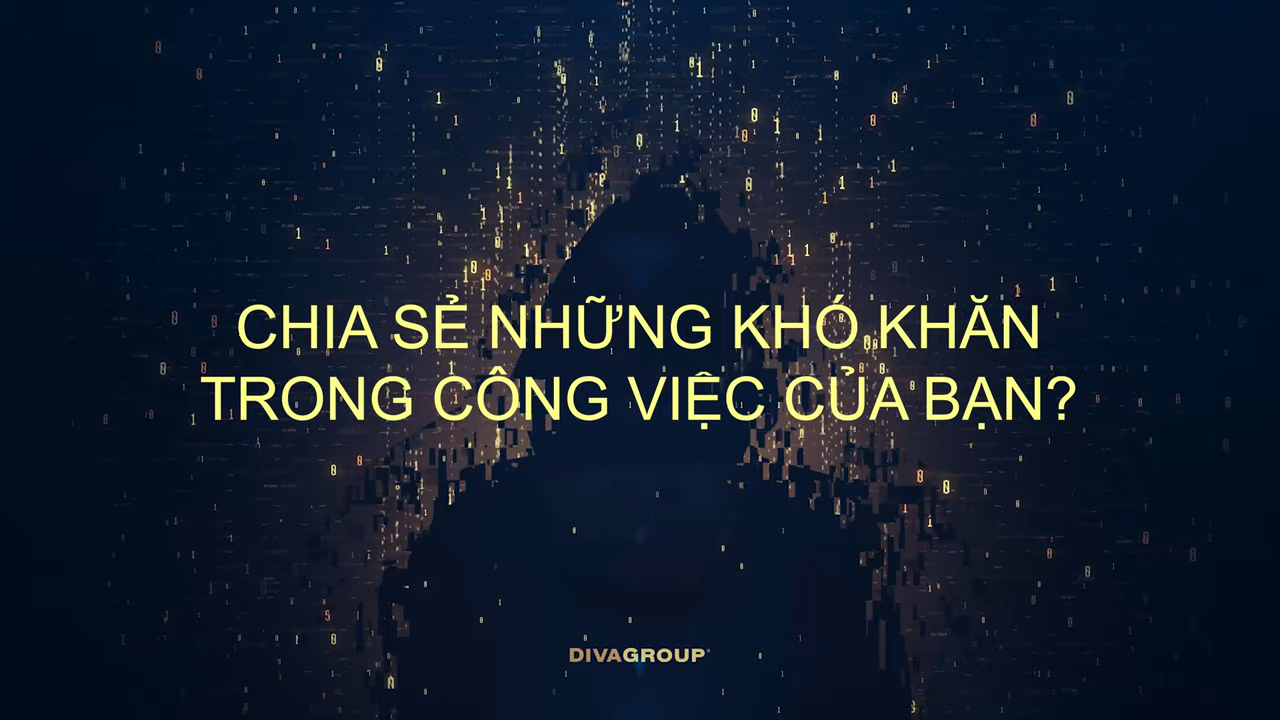 CHIA SẺ NHỮNG KHÓ KHĂN
TRONG CÔNG VIỆC CỦA BẠN?
DIVAGROUP